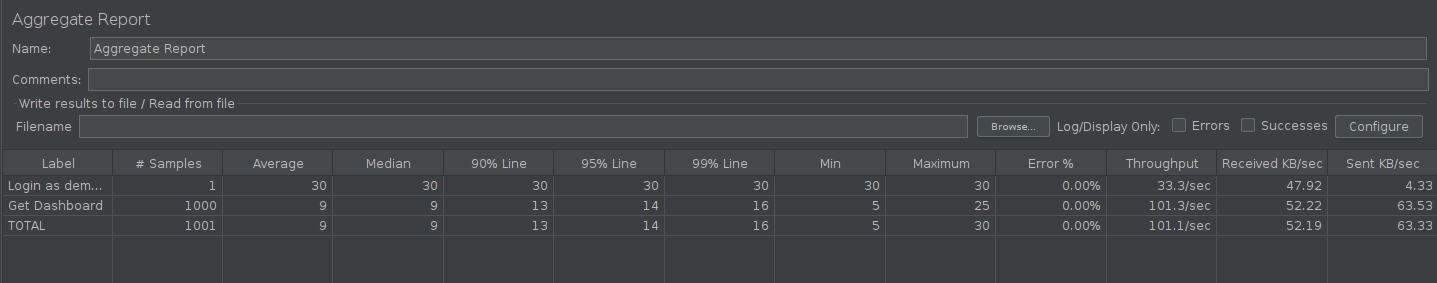 Aggregate Report
Name: Aggregate Report
Comments:
Write results to file / Read from file
Filename Browse... Log/Display Only: Errors Successes Configure
Label # Samples Average Median 90% Line 95% Line 99% Line Min Maximum Error % Throughput Received KB/sec Sent KB/sec
Login as dem... 1 30 30 30 30 30 30 30 0.00% 33.3/sec 47.92 4.33
Get Dashboard 1000 9 9 13 14 16 5 25 0.00% 101.3/sec 52.22 63.53
TOTAL 1001 9 9 13 14 16 5 30 0.00% 101.1/sec 52.19 63.33